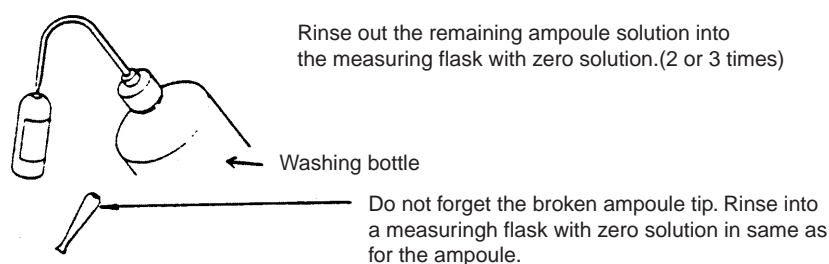 Rinse out the remaining ampoule solution into
the measuring flask with zero solution.(2 or 3 times)
Washing bottle
Do not forget the broken ampoule tip. Rinse into
a measuringh flask with zero solution in same as
for the ampoule.